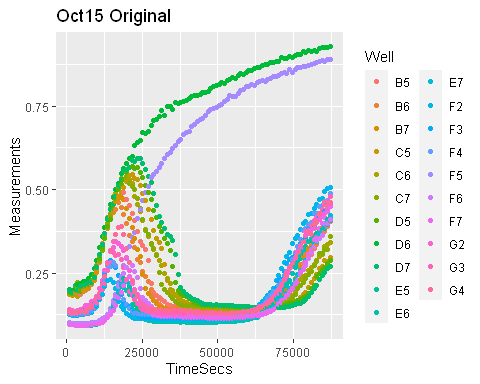 Oct15 Original
Measurements
0.75
0.50
0.25
0
25000
50000
75000
TimeSecs
Well
B5
B6
B7
C5
C6
C7
D5
D6
D7
E5
E6
E7
F2
F3
F4
F5
F6
F7
G2
G3
G4